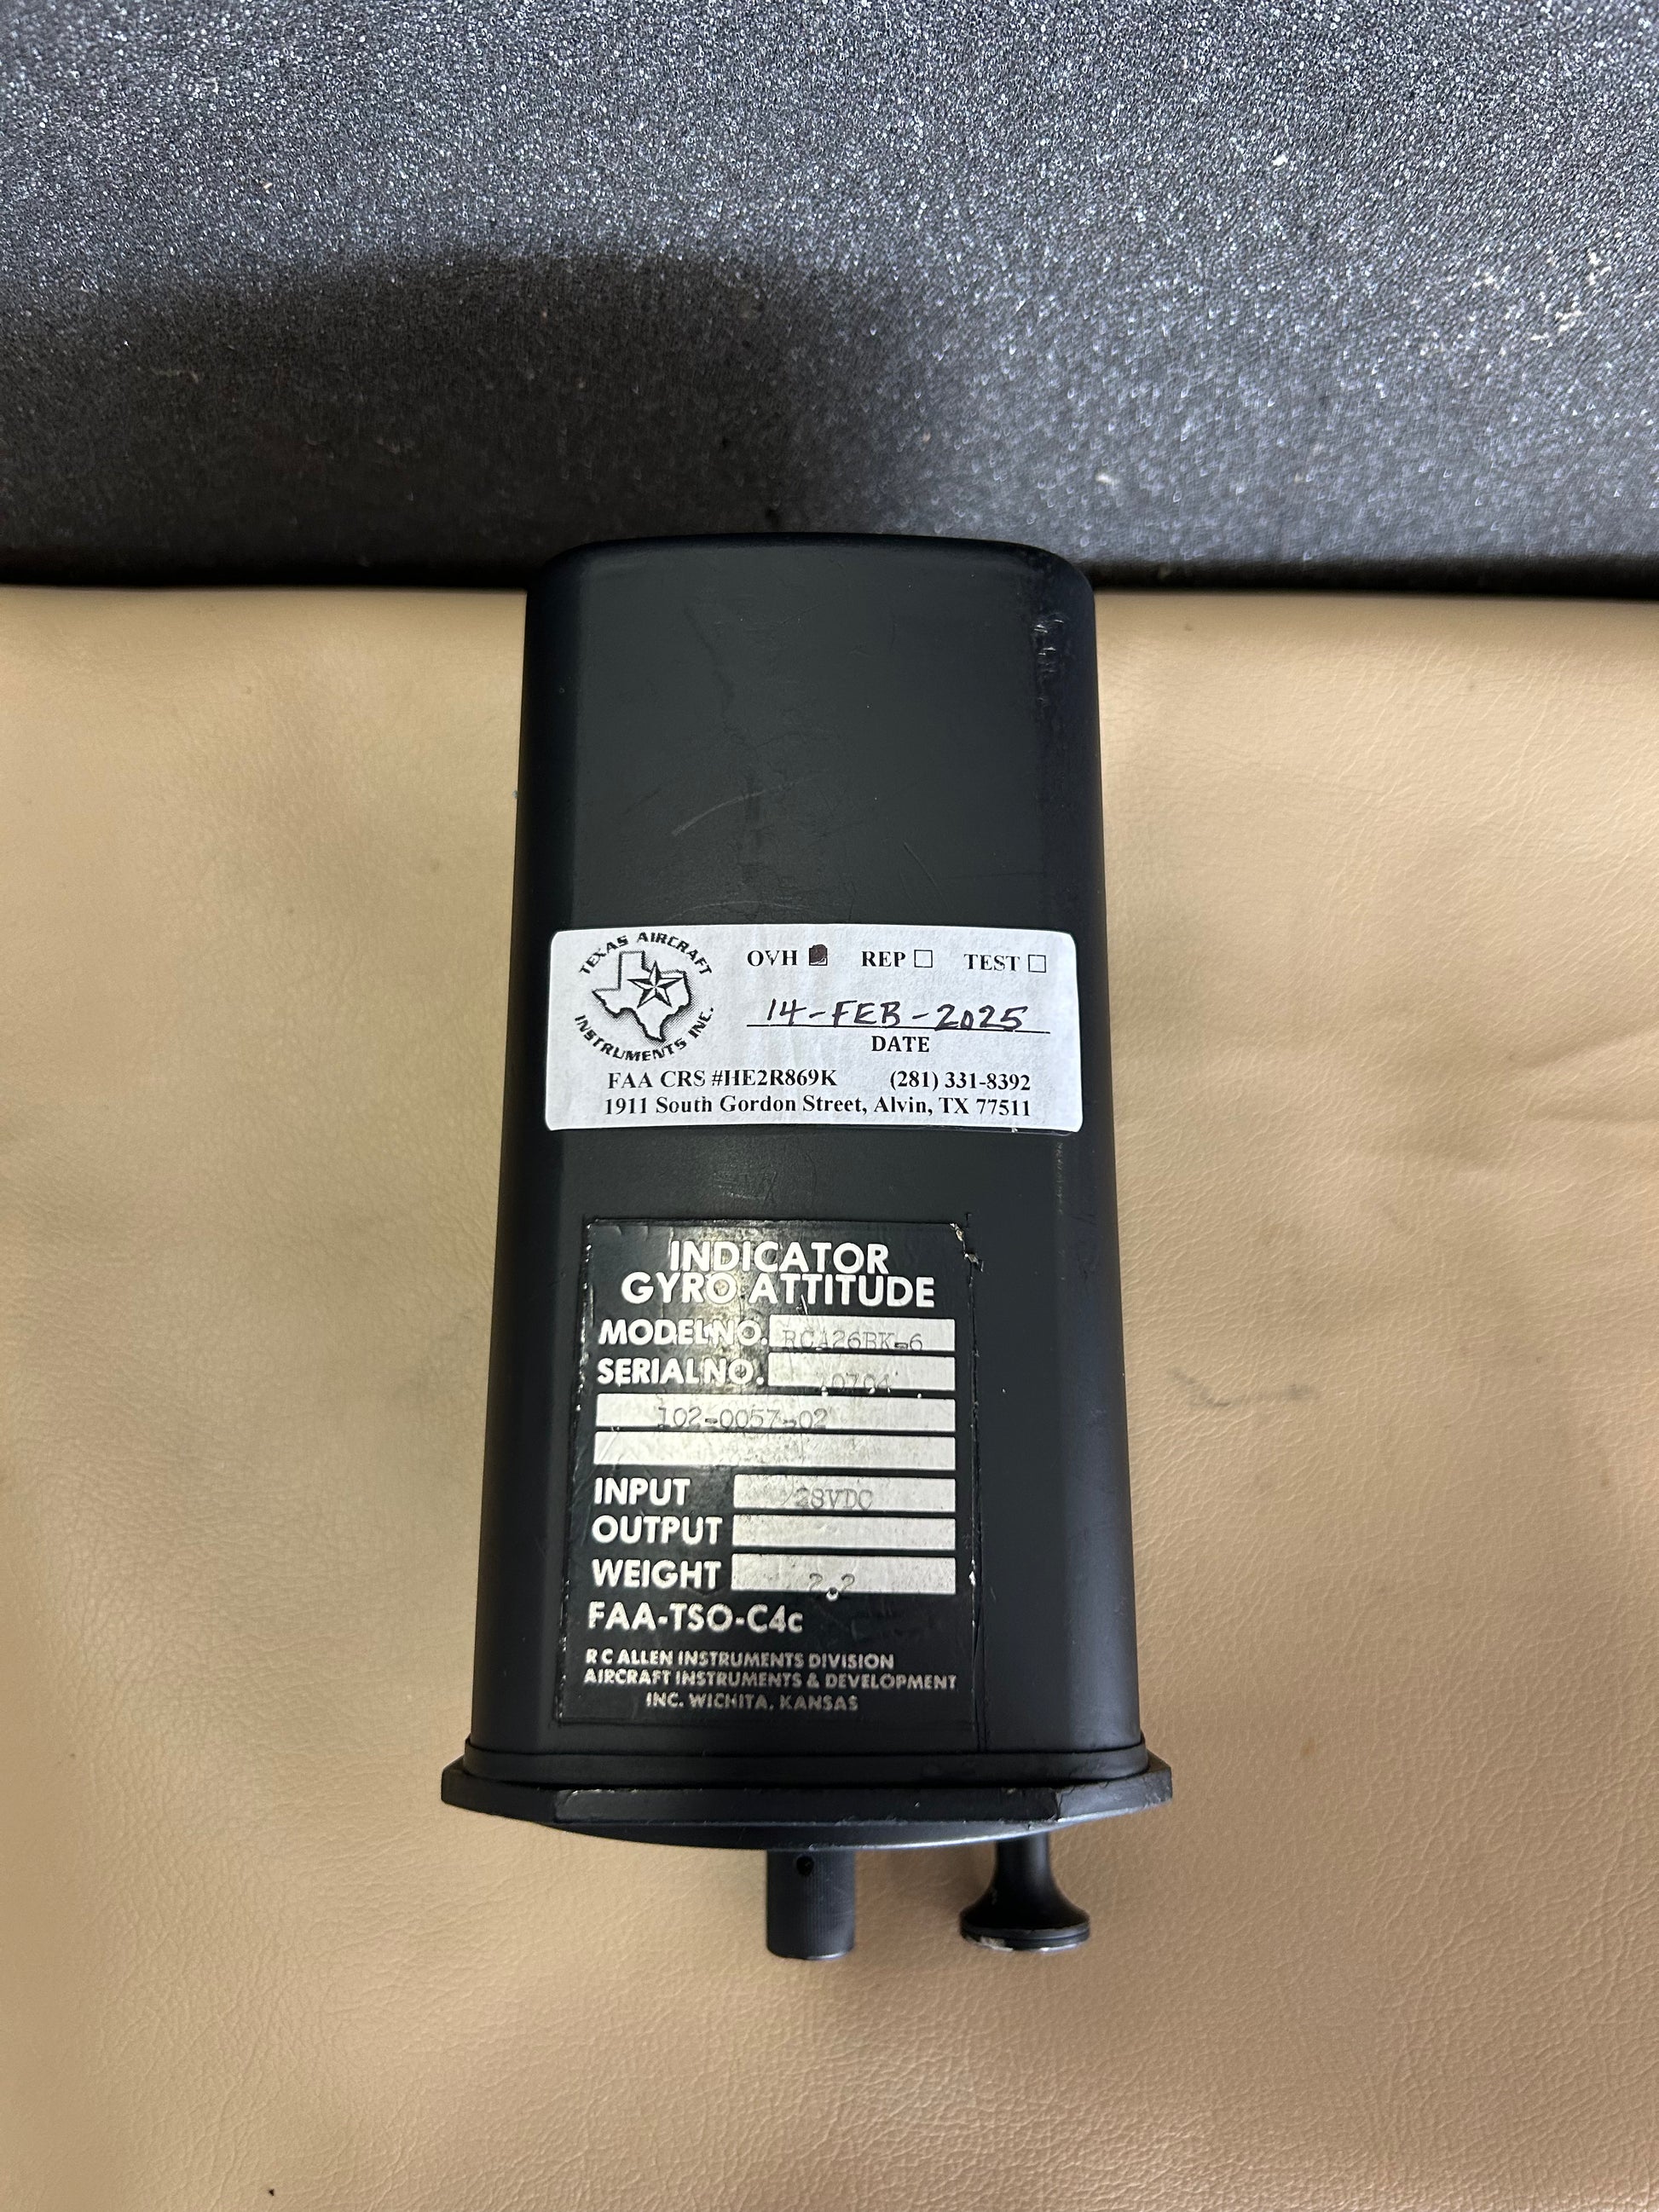 TEXAS AIRCRAFT
INSTRUMENTS INC.
OVH REP TEST
14-FEB-2025
DATE
FAA CRS #HE2R869K (281) 331-8392
1911 South Gordon Street, Alvin, TX 77511
INDICATOR
GYRO ATTITUDE
MODEL NO. RCA26BK-6
SERIAL NO.
102-0057-02
INPUT 28VDC
OUTPUT
WEIGHT 2.2
FAA-TSO-C4c
R C ALLEN INSTRUMENTS DIVISION
AIRCRAFT INSTRUMENTS & DEVELOPMENT
INC. WICHITA, KANSAS